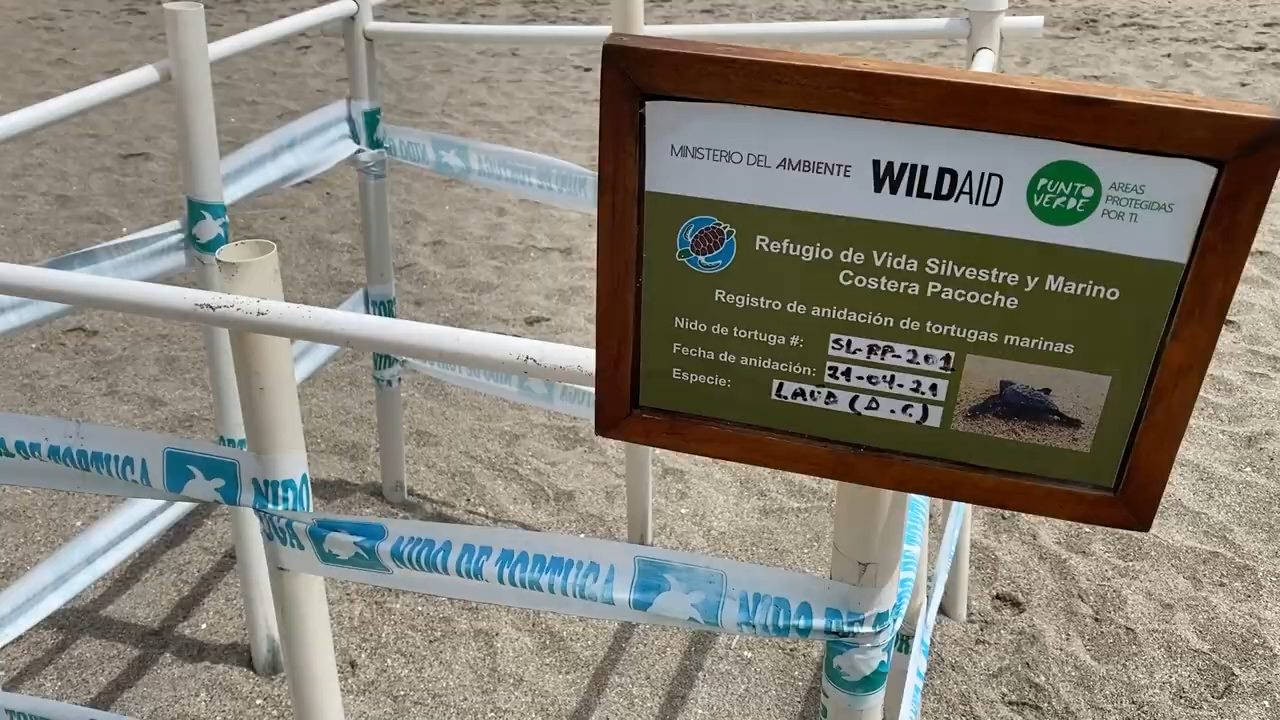 MINISTERIO DEL AMBIENTE
WILDAID
PUNTO VERDE
AREAS
PROTEGIDAS
POR TI.
Refugio de Vida Silvestre y Marino
Costera Pacoche
Registro de anidación de tortugas marinas
Nido de tortuga #: SL-PP-201
Fecha de anidación: 21-04-21
Especie: LAUD (D.C)
DE TORTUGA
NIDO
NIDO DE TORTUGA
NIDO DE